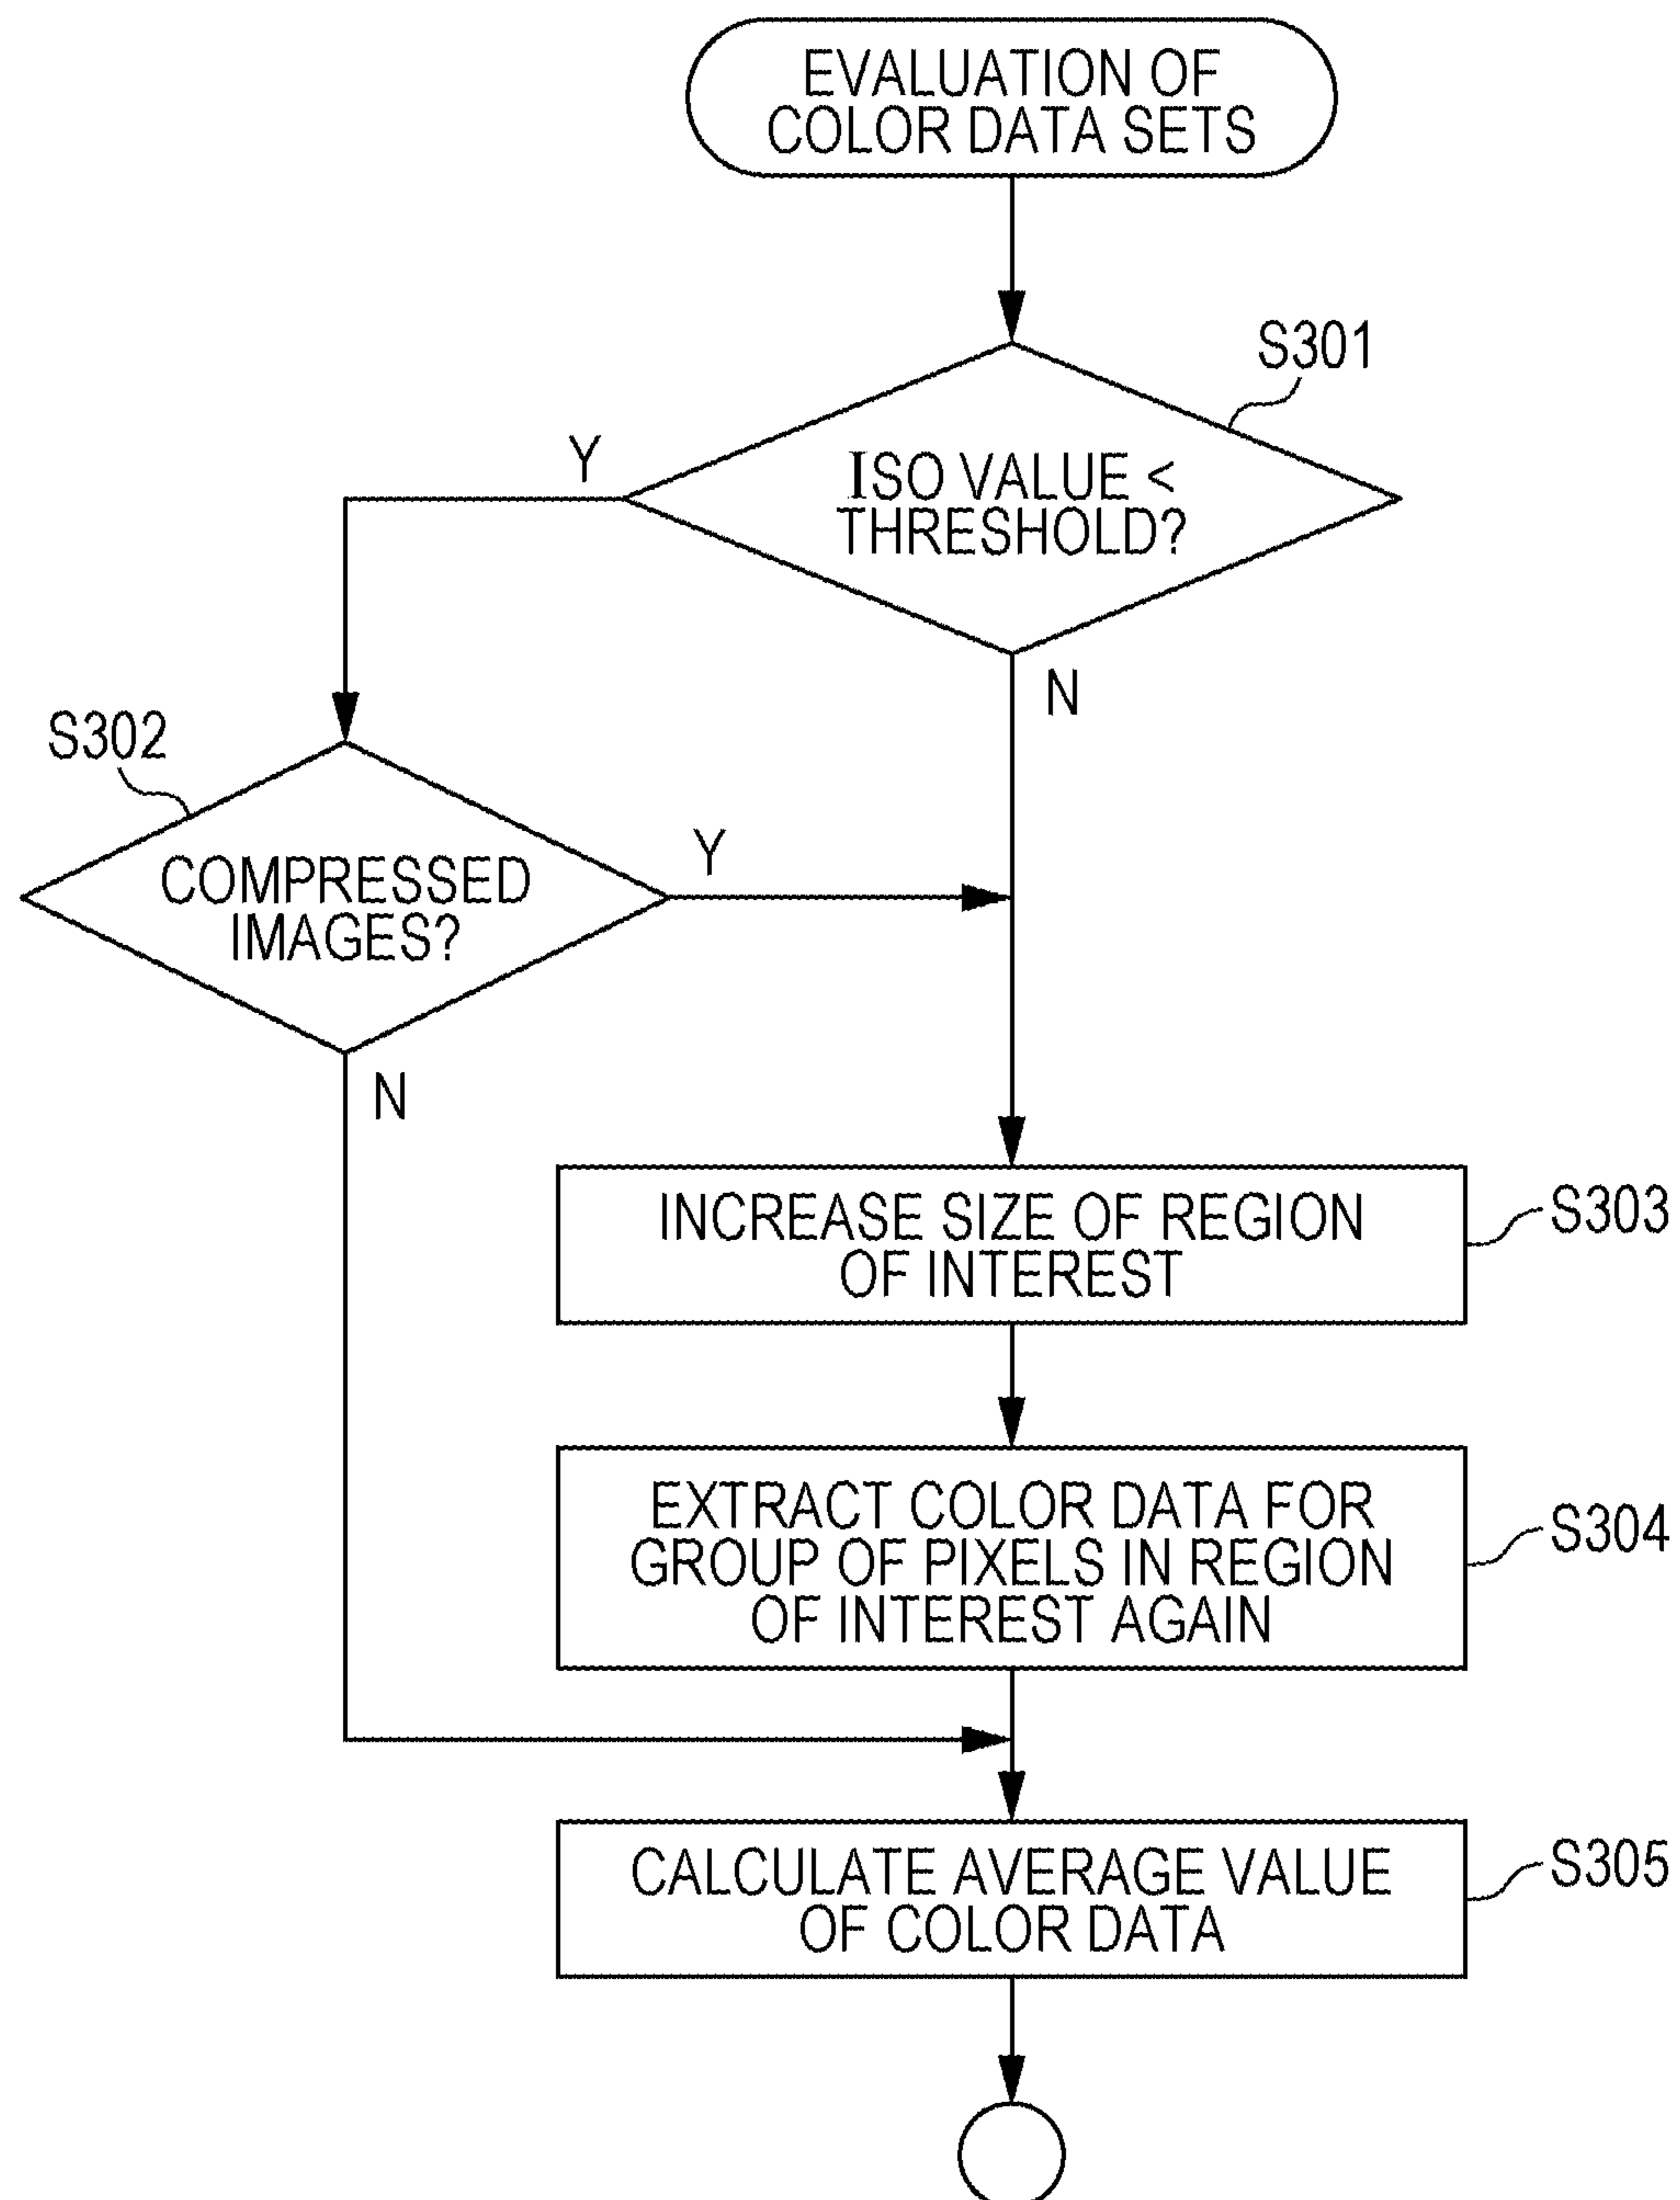 EVALUATION OF
COLOR DATA SETS
S301
Y
ISO VALUE <
THRESHOLD?
N
S302
Y
COMPRESSED
IMAGES?
N
INCREASE SIZE OF REGION
OF INTEREST
S303
EXTRACT COLOR DATA FOR
GROUP OF PIXELS IN REGION
OF INTEREST AGAIN
S304
CALCULATE AVERAGE VALUE
OF COLOR DATA
S305